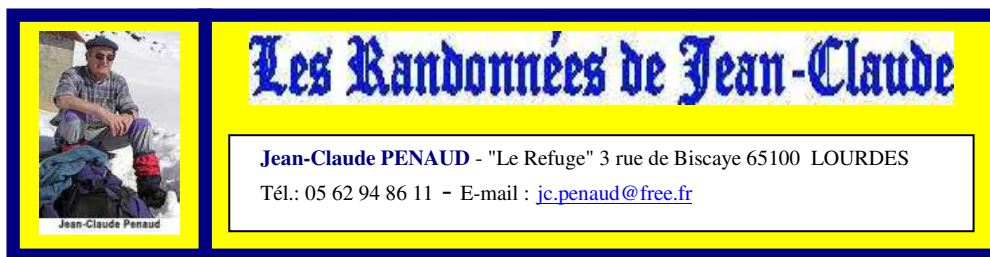 Les Randonnées de Jean-Claude
Jean-Claude PENAUD - "Le Refuge" 3 rue de Biscaye 65100 LOURDES
Tél.: 05 62 94 86 11 - E-mail : jc.penaud@free.fr
Jean-Claude Penaud